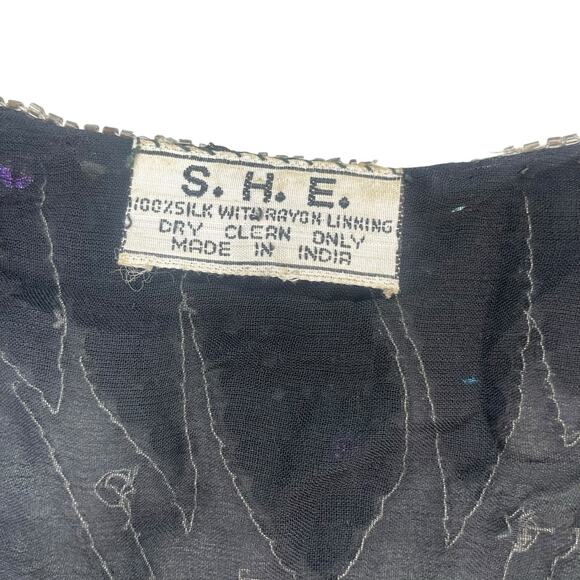 S. H. E.
100%SILK WITH RAYON LINNING
DRY CLEAN ONLY
MADE IN INDIA